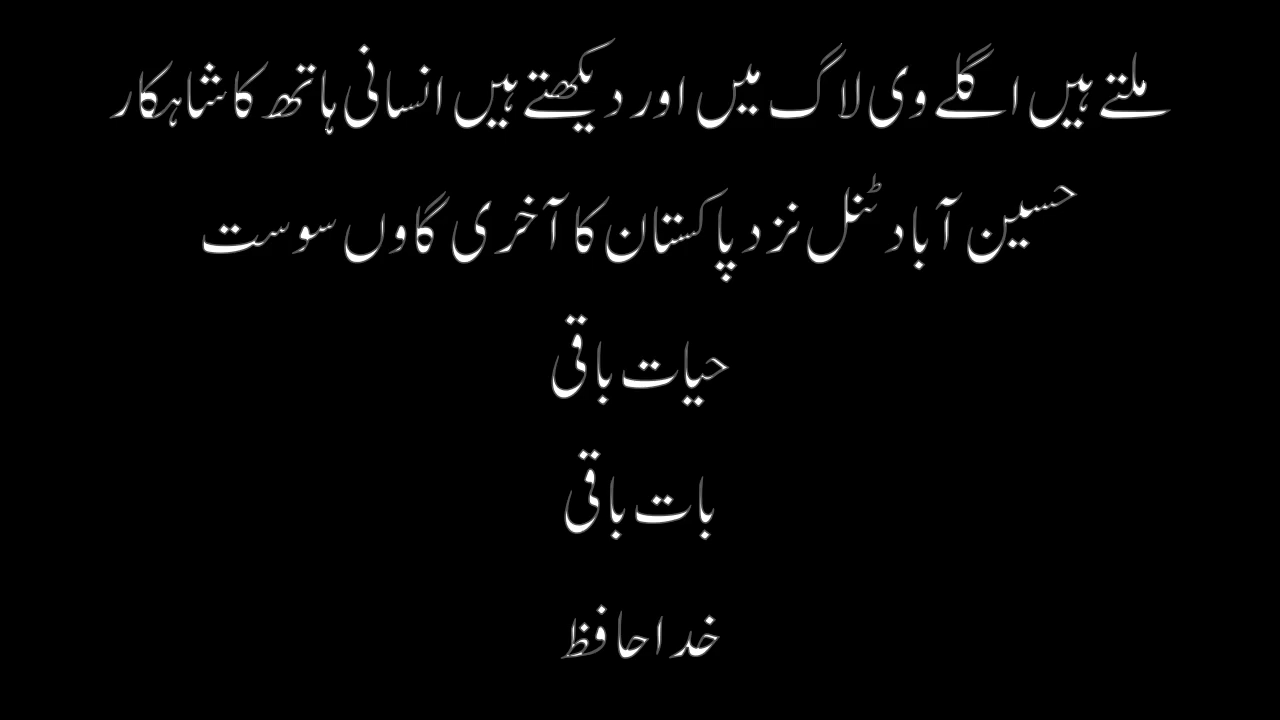 ملتے ہیں اگلے وی لاگ میں اور دیکھتے ہیں انسانی ہاتھ کا شاہکار
حسین آباد ٹنل نزد پاکستان کا آخری گاوں سوست
حیات باقی
بات باقی
خدا حافظ